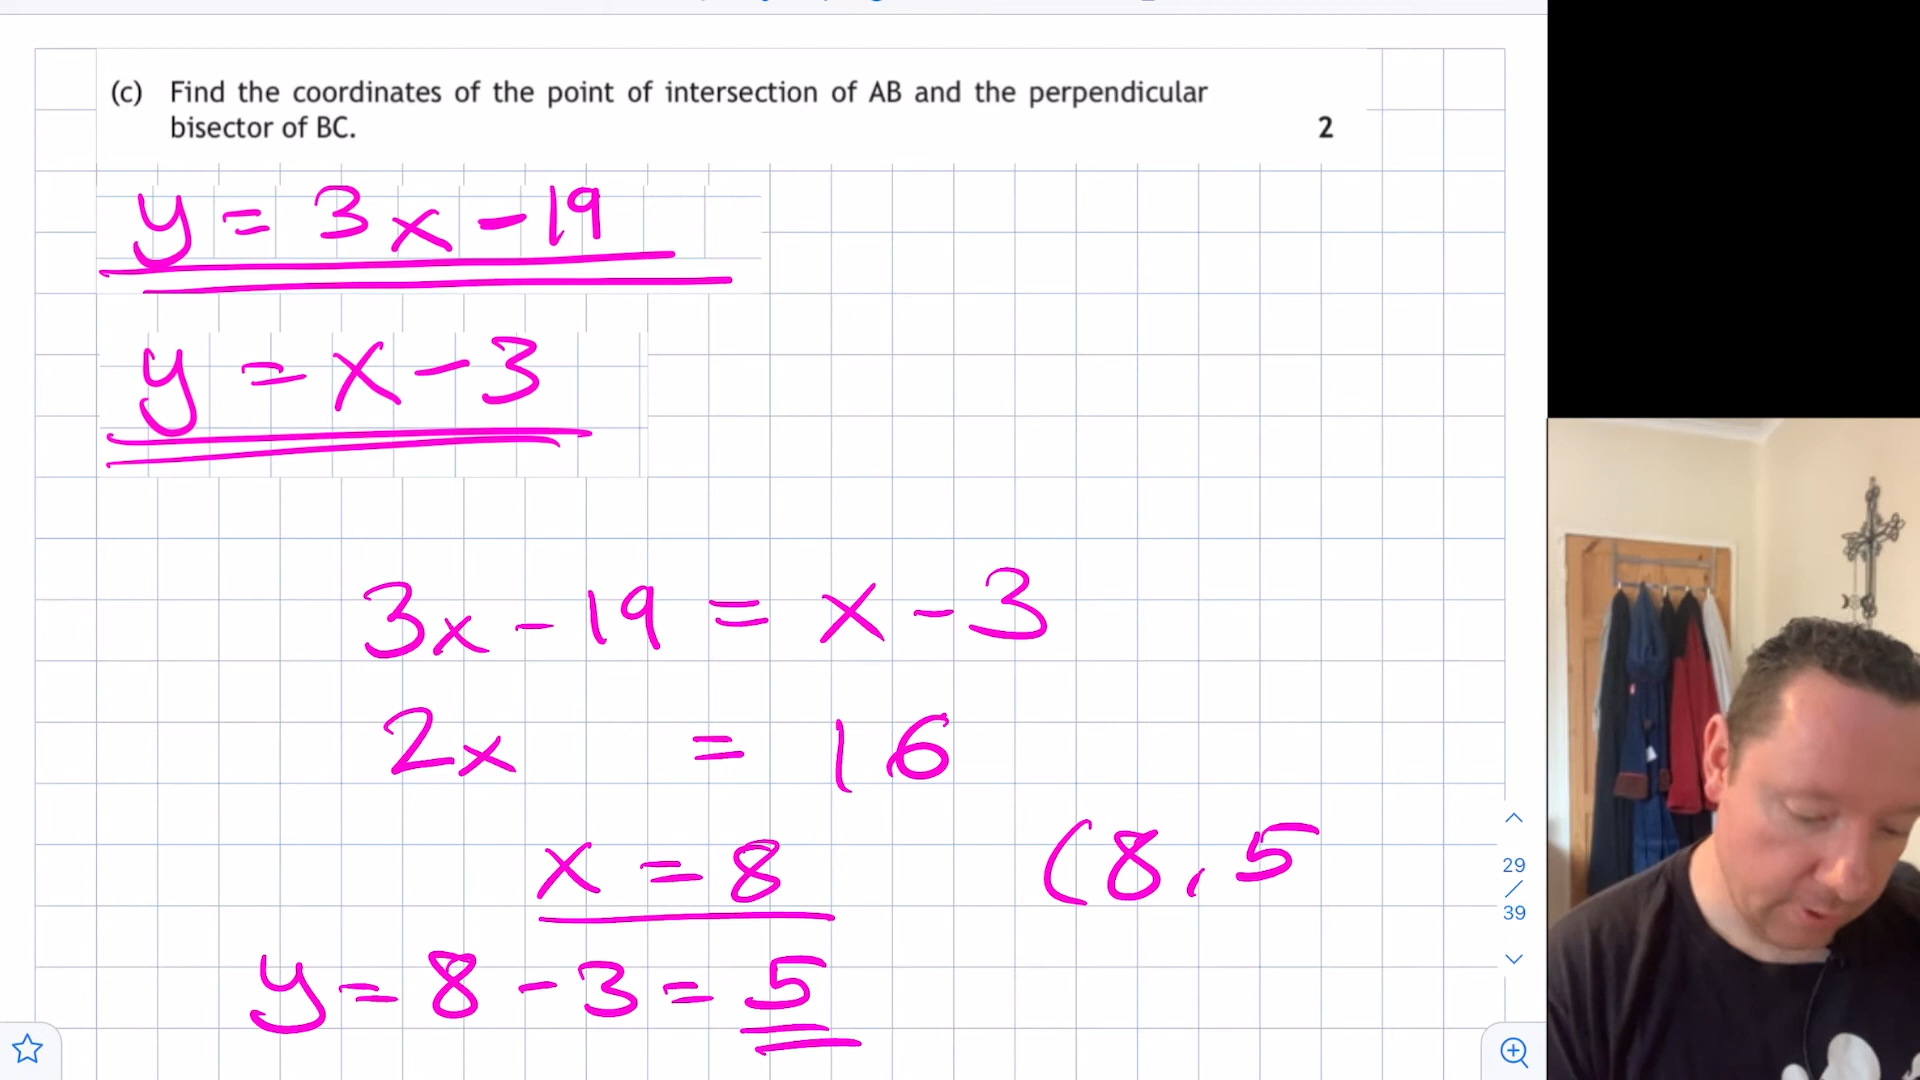 (c) Find the coordinates of the point of intersection of AB and the perpendicular
bisector of BC.
2
y = 3x - 19
y = x - 3
3x - 19 = x - 3
2x = 16
x = 8
(8, 5
y = 8 - 3 = 5
29
/
39